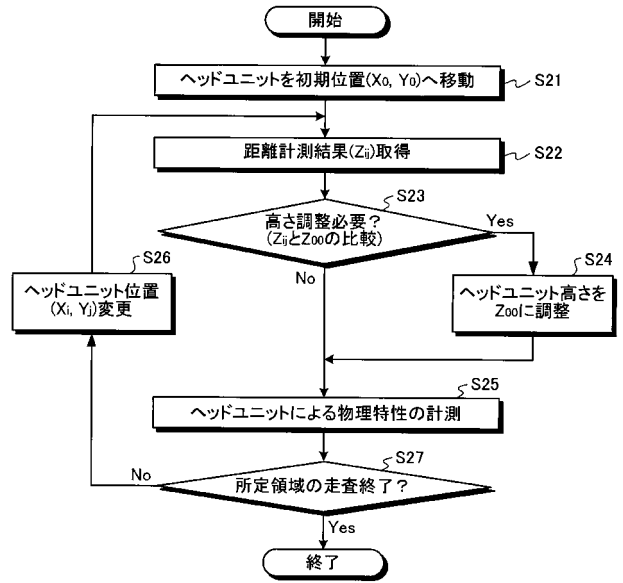 開始
ヘッドユニットを初期位置(X0, Y0)へ移動
S21
距離計測結果(Zij)取得
S22
S23
高さ調整必要?
(ZijとZ00の比較)
Yes
No
S24
ヘッドユニット高さを
Z00に調整
S26
ヘッドユニット位置
(Xi, Yj)変更
S25
ヘッドユニットによる物理特性の計測
S27
所定領域の走査終了?
No
Yes
終了